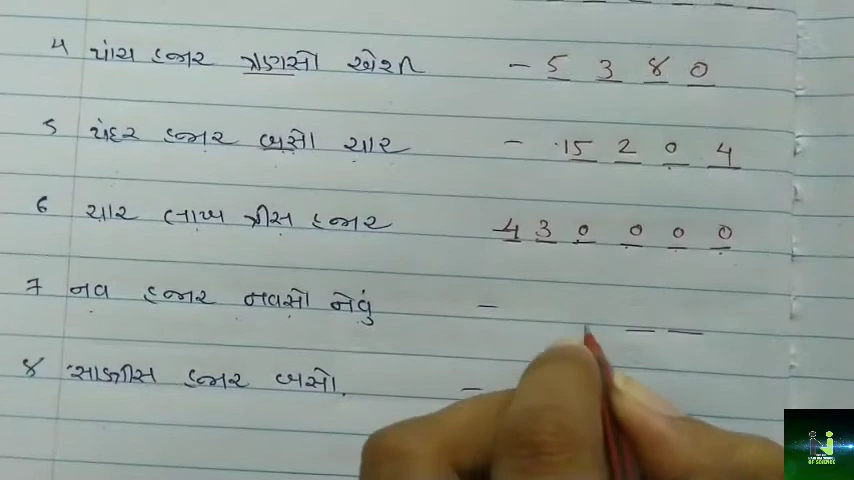 4 પાંચ હજાર ત્રણસો એંશી - 5 3 8 0
5 પંદર હજાર બસો ચાર - 15 2 0 4
6 ચાર લાખ ત્રીસ હજાર 4 3 0 0 0 0
7 નવ હજાર નવસો નેવું -
8 સાડત્રીસ હજાર બસો. -